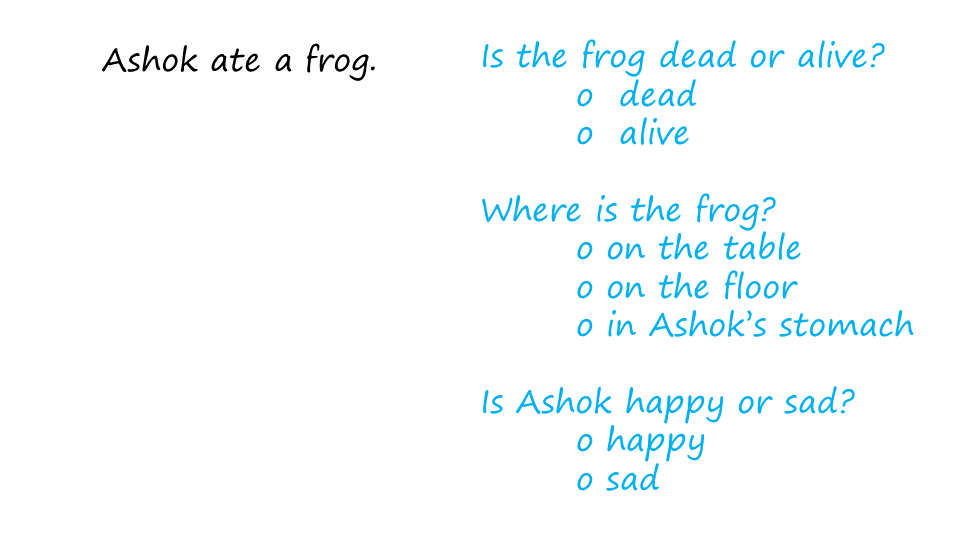 Ashok ate a frog.
Is the frog dead or alive?
o dead
o alive
Where is the frog?
o on the table
o on the floor
o in Ashok’s stomach
Is Ashok happy or sad?
o happy
o sad